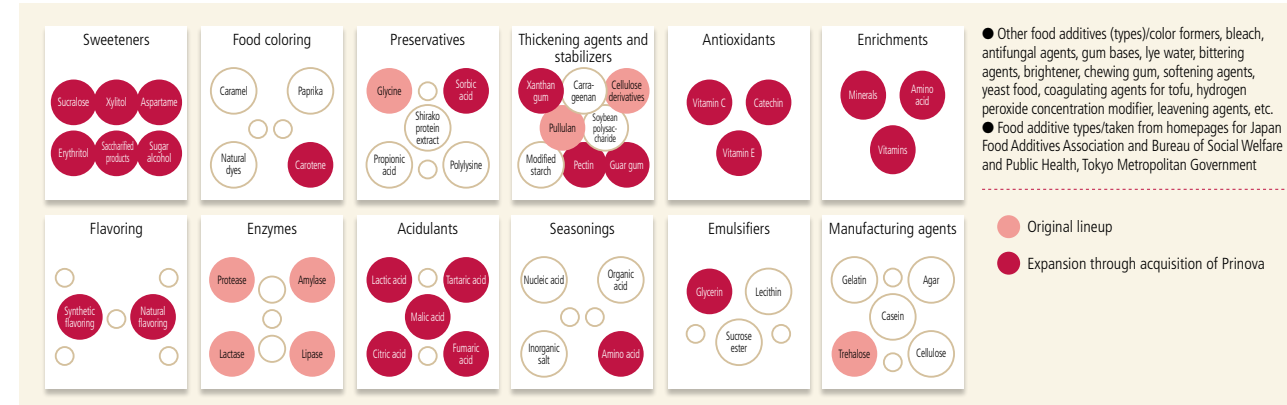 Sweeteners
Sucralose
Xylitol
Aspartame
Erythritol
Saccharified
products
Sugar
alcohol
Food coloring
Caramel
Paprika
Natural
dyes
Carotene
Preservatives
Glycine
Sorbic
acid
Shirako
protein
extract
Propionic
acid
Polylysine
Thickening agents and
stabilizers
Xanthan
gum
Carra-
geenan
Cellulose
derivatives
Pullulan
Soybean
polysac-
charide
Modified
starch
Pectin
Guar gum
Antioxidants
Vitamin C
Catechin
Vitamin E
Enrichments
Minerals
Amino
acid
Vitamins
Flavoring
Synthetic
flavoring
Natural
flavoring
Enzymes
Protease
Amylase
Lactase
Lipase
Acidulants
Lactic acid
Tartaric acid
Malic acid
Citric acid
Fumaric
acid
Seasonings
Nucleic acid
Organic
acid
Inorganic
salt
Amino acid
Emulsifiers
Glycerin
Lecithin
Sucrose
ester
Manufacturing agents
Gelatin
Agar
Casein
Trehalose
Cellulose
● Other food additives (types)/color formers, bleach,
antifungal agents, gum bases, lye water, bittering
agents, brightener, chewing gum, softening agents,
yeast food, coagulating agents for tofu, hydrogen
peroxide concentration modifier, leavening agents, etc.
● Food additive types/taken from homepages for Japan
Food Additives Association and Bureau of Social Welfare
and Public Health, Tokyo Metropolitan Government
Original lineup
Expansion through acquisition of Prinova